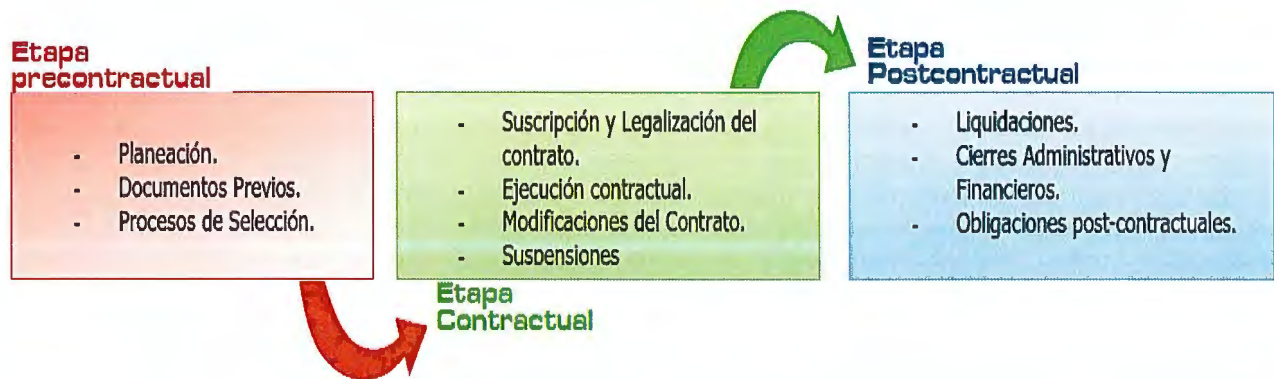 Etapa
precontractual
- Planeación.
- Documentos Previos.
- Procesos de Selección.
- Suscripción y Legalización del
contrato.
- Ejecución contractual.
- Modificaciones del Contrato.
- Suspensiones
Etapa
Contractual
Etapa
Postcontractual
- Liquidaciones.
- Cierres Administrativos y
Financieros.
- Obligaciones post-contractuales.